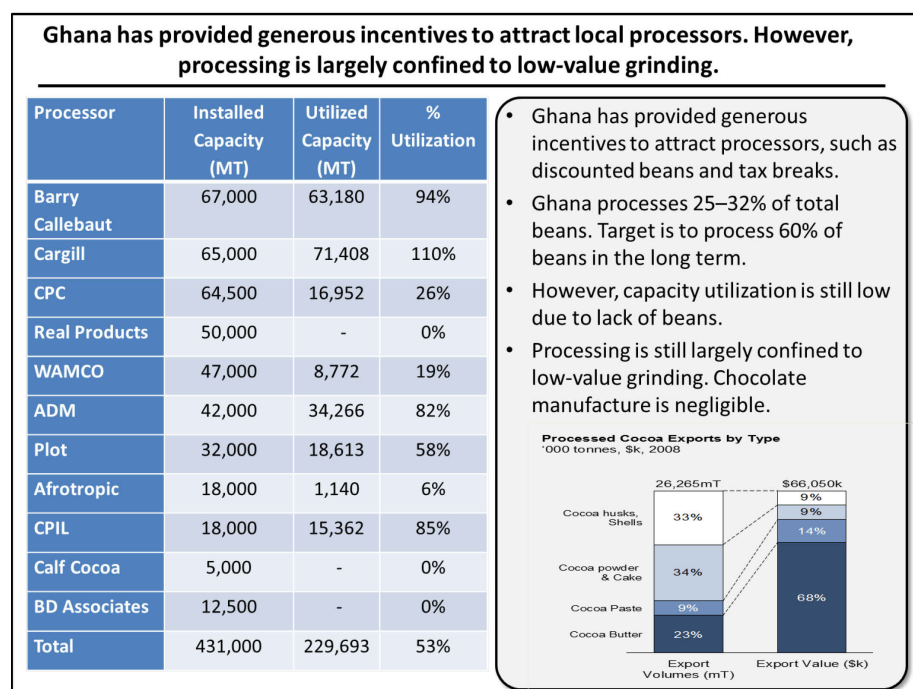 Ghana has provided generous incentives to attract local processors. However,
processing is largely confined to low-value grinding.
Processor Installed Capacity (MT) Utilized Capacity (MT) % Utilization
Barry Callebaut 67,000 63,180 94%
Cargill 65,000 71,408 110%
CPC 64,500 16,952 26%
Real Products 50,000 - 0%
WAMCO 47,000 8,772 19%
ADM 42,000 34,266 82%
Plot 32,000 18,613 58%
Afrotropic 18,000 1,140 6%
CPIL 18,000 15,362 85%
Calf Cocoa 5,000 - 0%
BD Associates 12,500 - 0%
Total 431,000 229,693 53%
• Ghana has provided generous
incentives to attract processors, such as
discounted beans and tax breaks.
• Ghana processes 25–32% of total
beans. Target is to process 60% of
beans in the long term.
• However, capacity utilization is still low
due to lack of beans.
• Processing is still largely confined to
low-value grinding. Chocolate
manufacture is negligible.
Processed Cocoa Exports by Type
'000 tonnes, $k, 2008
26,265mT $66,050k
Cocoa husks, Shells 33% 9%
Cocoa powder & Cake 34% 9%
Cocoa Paste 9% 14%
Cocoa Butter 23% 68%
Export Volumes (mT) Export Value ($k)